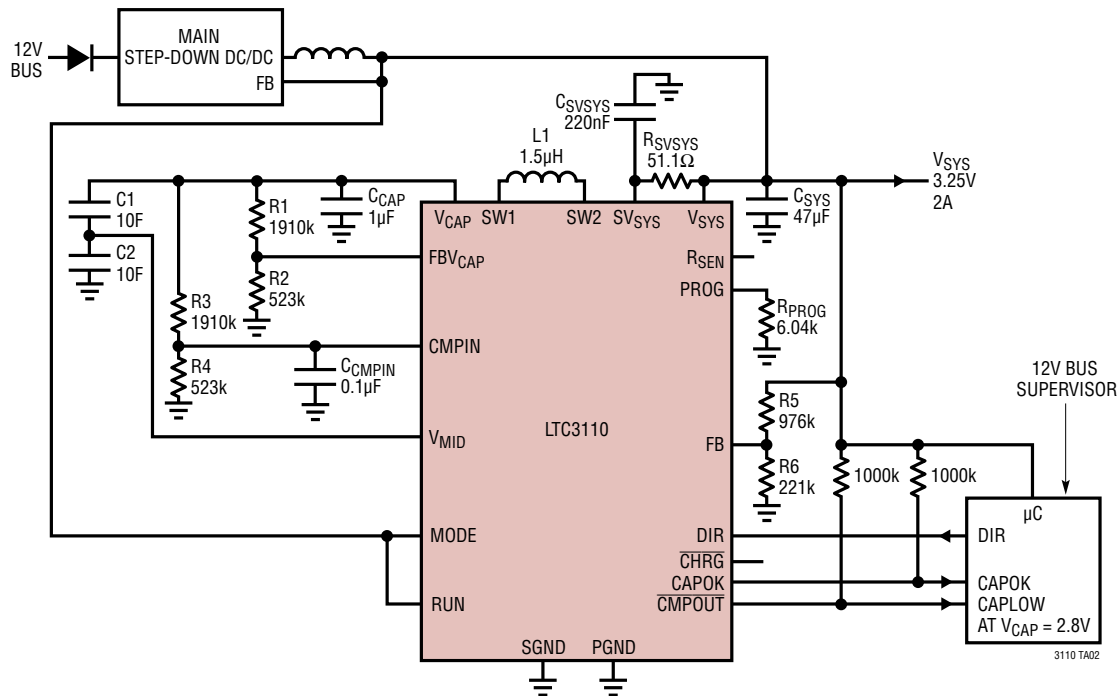 12V
BUS
MAIN
STEP-DOWN DC/DC
FB
CSVSYS
220nF
RSVSYS
51.1Ω
L1
1.5µH
VSYS
3.25V
2A
C1
10F
C2
10F
R1
1910k
CCAP
1µF
R2
523k
R3
1910k
R4
523k
CCMPIN
0.1µF
VCAP
SW1
SW2
SVSYS
VSYS
CSYS
47µF
FBVCAP
CMPIN
VMID
MODE
RUN
LTC3110
SGND
PGND
RSEN
PROG
RPROG
6.04k
FB
R5
976k
R6
221k
1000k
1000k
12V BUS
SUPERVISOR
DIR
CHRG
CAPOK
CMPOUT
µC
DIR
CAPOK
CAPLOW
AT VCAP = 2.8V
3110 TA02